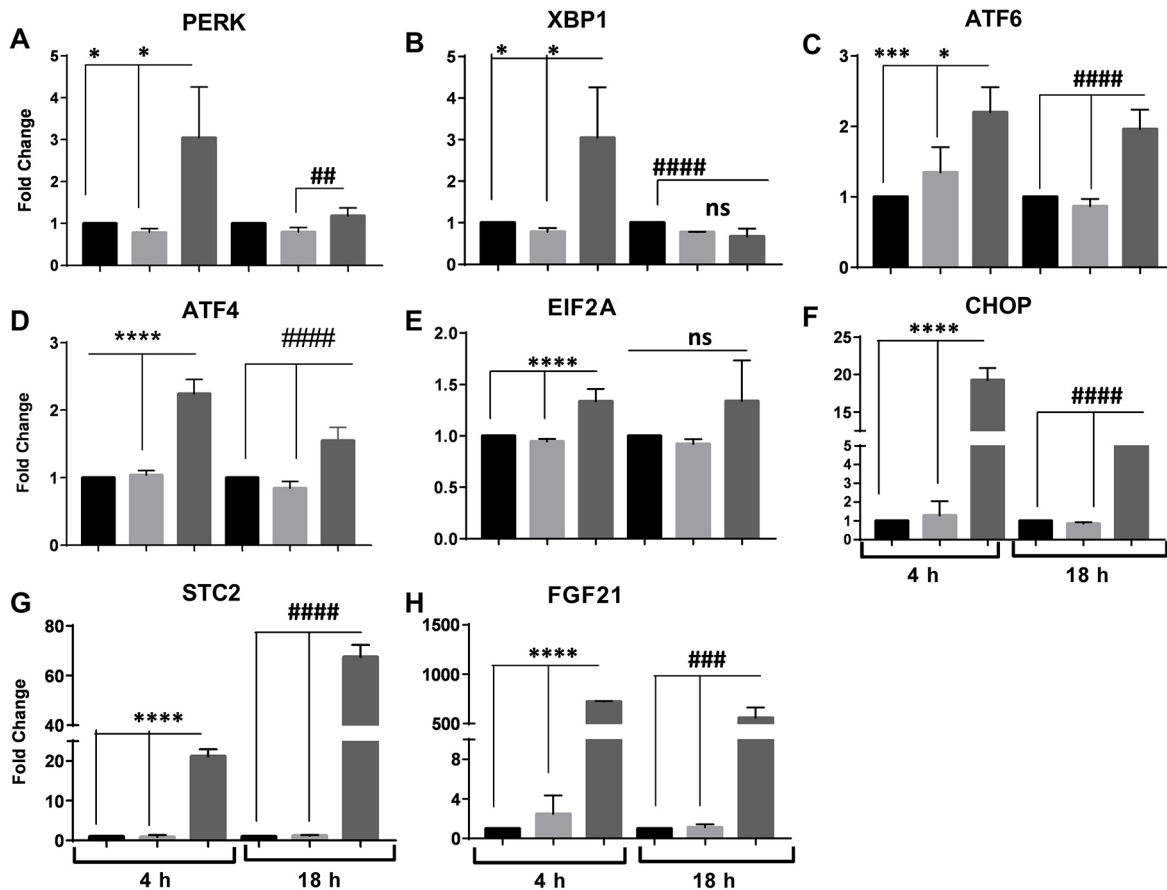 PERK
XBP1
ATF6
A
B
C
Fold Change
5
4
3
2
1
0
* *
##
5
4
3
2
1
0
* *
####
ns
3
2
1
0
*** *
####
ATF4
EIF2A
CHOP
D
E
F
Fold Change
3
2
1
0
****
####
2.0
1.5
1.0
0.5
0.0
****
ns
25
20
15
5
4
3
2
1
0
****
####
4 h 18 h
STC2
FGF21
G
H
Fold Change
80
60
40
20
10
0
****
####
4 h 18 h
1500
1000
500
8
4
0
****
###
4 h 18 h